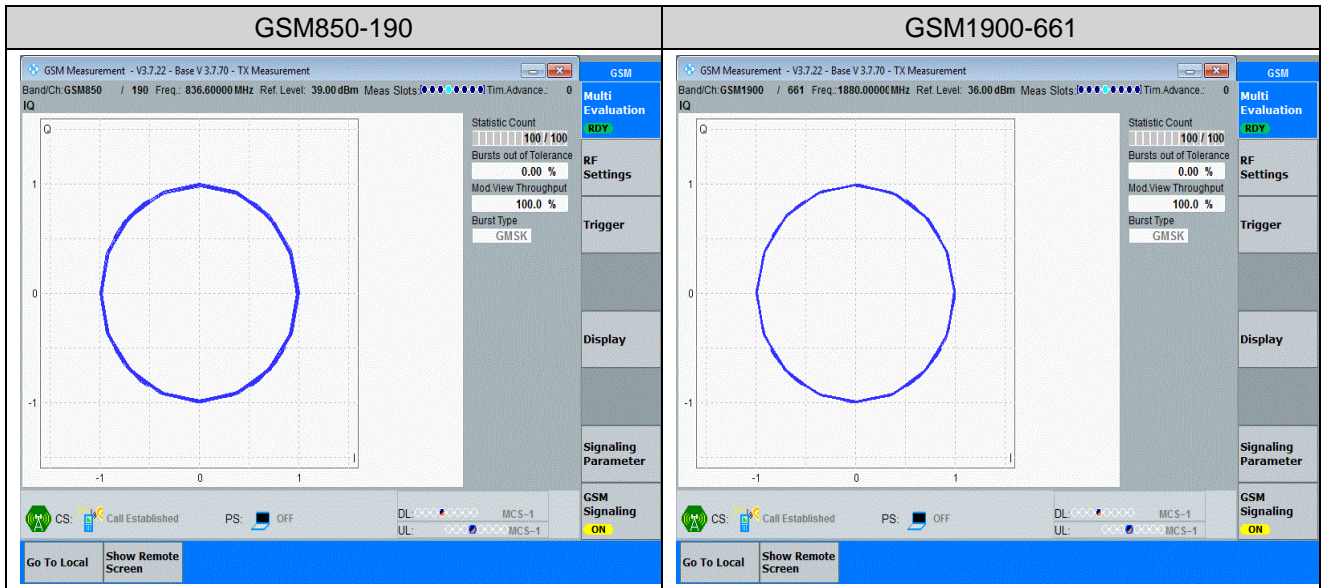 GSM850-190
GSM1900-661
GSM Measurement - V3.7.22 - Base V 3.7.70 - TX Measurement
GSM
Band/Ch:GSM850 / 190 Freq.: 836.60000 MHz Ref. Level: 39.00 dBm Meas Slots: Tim.Advance.: 0
IQ
Multi
Evaluation
RDY
Q
Statistic Count
100 / 100
Bursts out of Tolerance
0.00 %
Mod.View Throughput
100.0 %
Burst Type
GMSK
RF
Settings
Trigger
Display
Signaling
Parameter
1
0
-1
I
-1 0 1
CS: Call Established PS: OFF
DL: MCS-1
UL: MCS-1
GSM
Signaling
ON
Go To Local
Show Remote
Screen
GSM Measurement - V3.7.22 - Base V 3.7.70 - TX Measurement
GSM
Band/Ch:GSM1900 / 661 Freq.:1880.0000 MHz Ref. Level: 36.00 dBm Meas Slots: Tim.Advance.: 0
IQ
Multi
Evaluation
RDY
Q
Statistic Count
100 / 100
Bursts out of Tolerance
0.00 %
Mod.View Throughput
100.0 %
Burst Type
GMSK
RF
Settings
Trigger
Display
Signaling
Parameter
1
0
-1
I
-1 0 1
CS: Call Established PS: OFF
DL: MCS-1
UL: MCS-1
GSM
Signaling
ON
Go To Local
Show Remote
Screen